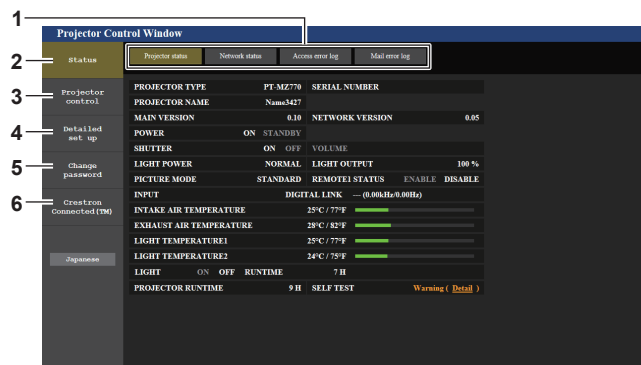 1
Projector Control Window
2 Status Projector status Network status Access error log Mail error log
3 Projector
control
4 Detailed
set up
5 Change
password
6 Crestron
Connected(TM)
Japanese
PROJECTOR TYPE PT-MZ770 SERIAL NUMBER
PROJECTOR NAME Name3427
MAIN VERSION 0.10 NETWORK VERSION 0.05
POWER ON STANDBY
SHUTTER ON OFF VOLUME
LIGHT POWER NORMAL LIGHT OUTPUT 100 %
PICTURE MODE STANDARD REMOTE1 STATUS ENABLE DISABLE
INPUT DIGITAL LINK --- (0.00kHz/0.00Hz)
INTAKE AIR TEMPERATURE 25°C / 77°F
EXHAUST AIR TEMPERATURE 28°C / 82°F
LIGHT TEMPERATURE1 25°C / 77°F
LIGHT TEMPERATURE2 24°C / 75°F
LIGHT ON OFF RUNTIME 7 H
PROJECTOR RUNTIME 9 H SELF TEST Warning ( Detail )